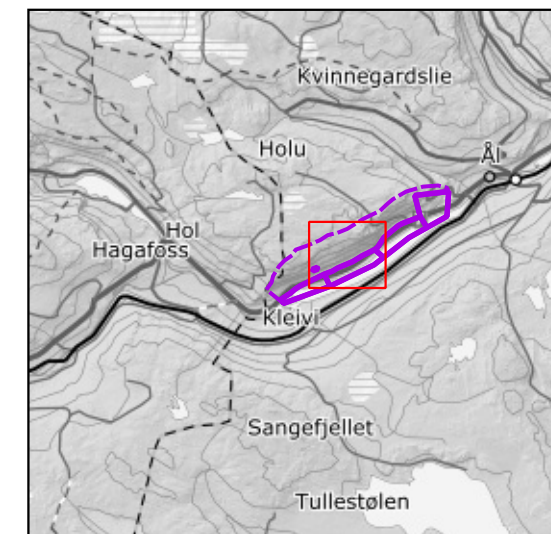 Kvinnegardslie
Holu
Ål
Hol
Hagafoss
Kleivi
Sangefjellet
Tullestølen